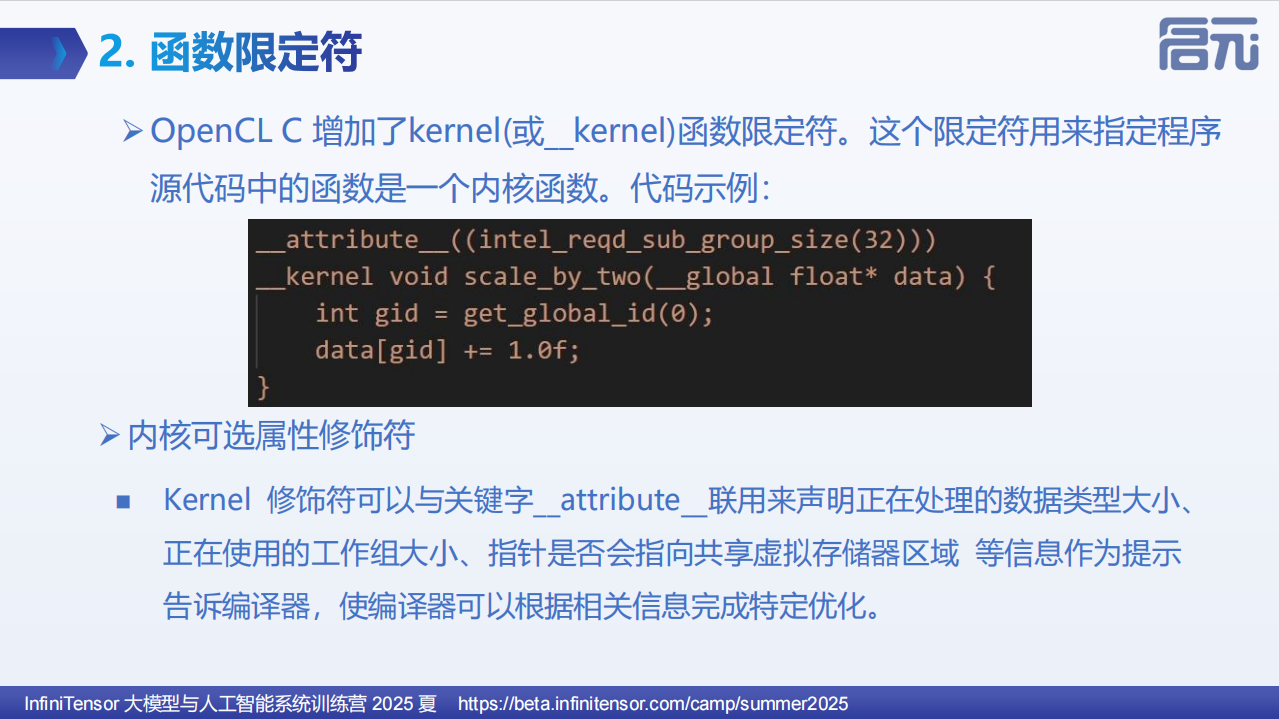 2. 函数限定符
启元
OpenCL C 增加了kernel(或__kernel)函数限定符。这个限定符用来指定程序
源代码中的函数是一个内核函数。代码示例：
__attribute__((intel_reqd_sub_group_size(32)))
__kernel void scale_by_two(__global float* data) {
    int gid = get_global_id(0);
    data[gid] += 1.0f;
}
内核可选属性修饰符
Kernel 修饰符可以与关键字__attribute__联用来声明正在处理的数据类型大小、
正在使用的工作组大小、指针是否会指向共享虚拟存储器区域 等信息作为提示
告诉编译器，使编译器可以根据相关信息完成特定优化。
InfiniTensor 大模型与人工智能系统训练营 2025 夏 https://beta.infinitensor.com/camp/summer2025